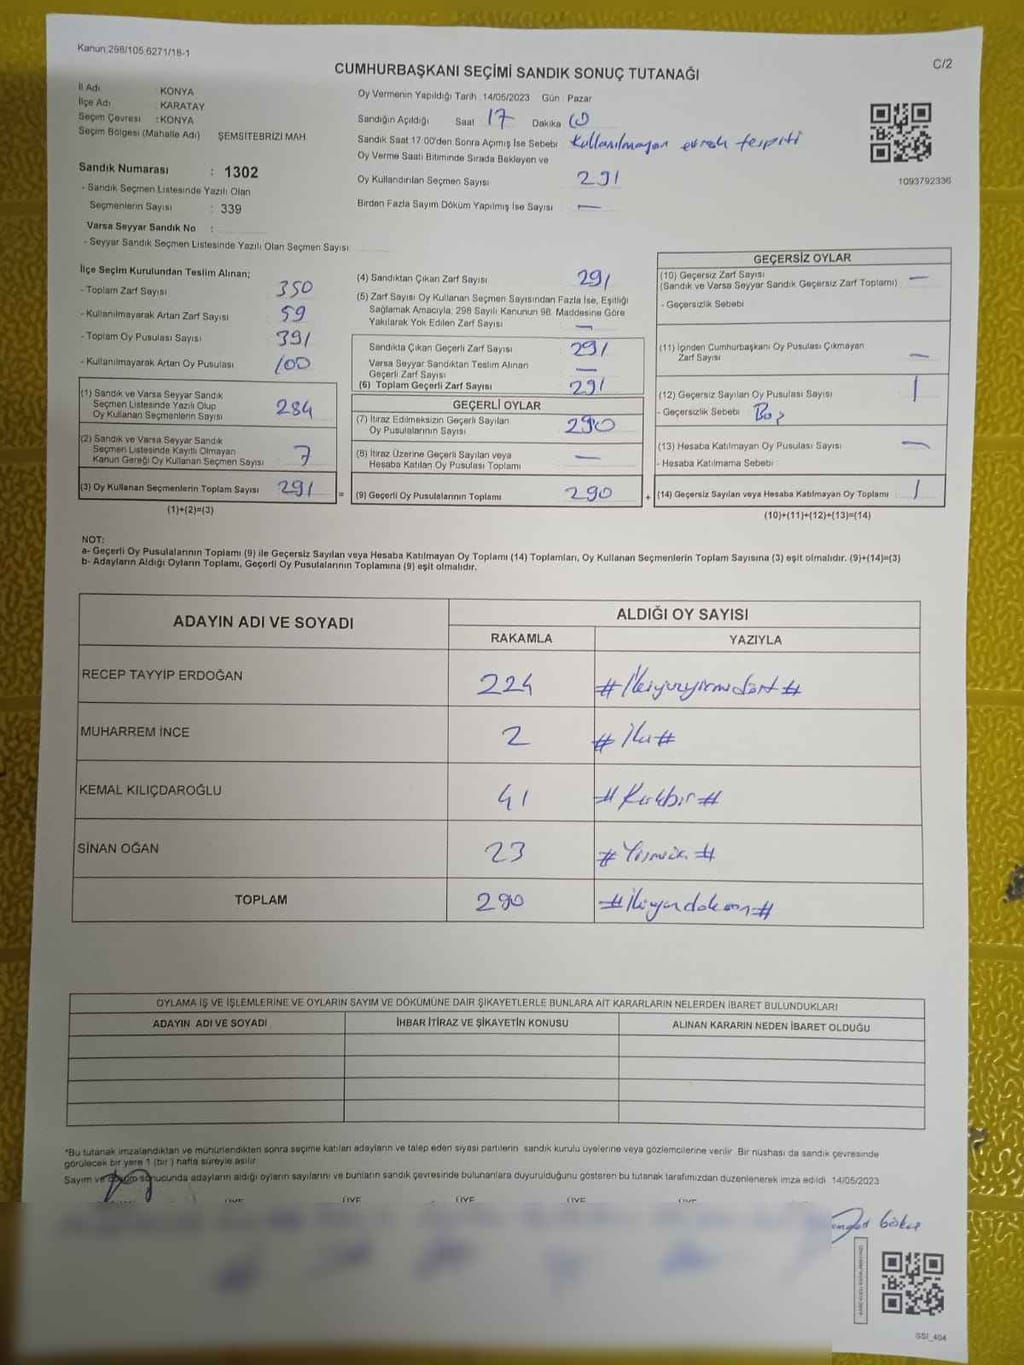 Kanun 298/105,6271/18-1
C/2
CUMHURBAŞKANI SEÇİMİ SANDIK SONUÇ TUTANAĞI
İl Adı : KONYA
İlçe Adı : KARATAY
Seçim Çevresi : KONYA
Seçim Bölgesi (Mahalle Adı) ŞEMSİTEBRİZİ MAH
Sandık Numarası : 1302
- Sandık Seçmen Listesinde Yazılı Olan
Seçmenlerin Sayısı : 339
Varsa Seyyar Sandık No :
- Seyyar Sandık Seçmen Listesinde Yazılı Olan Seçmen Sayısı
Oy Vermenin Yapıldığı Tarih 14/05/2023 Gün Pazar
Sandığın Açıldığı Saat 17 Dakika
Sandık Saat 17:00'den Sonra Açımış İse Sebebi Kullanılmayan evrak tespiti
Oy Verme Saati Bitiminde Sırada Bekleyen ve
Oy Kullandırılan Seçmen Sayısı 291
Birden Fazla Sayım Döküm Yapılmış İse Sayısı —
1093792336
İlçe Seçim Kurulundan Teslim Alınan;
- Toplam Zarf Sayısı 350
- Kullanılmayarak Artan Zarf Sayısı 59
- Toplam Oy Pusulası Sayısı 391
- Kullanılmayarak Artan Oy Pusulası 100
(1) Sandık ve Varsa Seyyar Sandık
Seçmen Listesinde Yazılı Olup
Oy Kullanan Seçmenlerin Sayısı 284
(2) Sandık ve Varsa Seyyar Sandık
Seçmen Listesinde Kayıtlı Olmayan
Kanun Gereği Oy Kullanan Seçmen Sayısı 7
(3) Oy Kullanan Seçmenlerin Toplam Sayısı 291
(1)+(2)=(3)
(4) Sandıktan Çıkan Zarf Sayısı 291
(5) Zarf Sayısı Oy Kullanan Seçmen Sayısından Fazla İse, Eşitliği
Sağlamak Amacıyla, 298 Sayılı Kanunun 98. Maddesine Göre
Yakılarak Yok Edilen Zarf Sayısı —
Sandıkta Çıkan Geçerli Zarf Sayısı 291
Varsa Seyyar Sandıktan Teslim Alınan
Geçerli Zarf Sayısı —
(6) Toplam Geçerli Zarf Sayısı 291
GEÇERLİ OYLAR
(7) İtiraz Edilmeksizin Geçerli Sayılan
Oy Pusulalarının Sayısı 290
(8) İtiraz Üzerine Geçerli Sayılan veya
Hesaba Katılan Oy Pusulası Toplamı —
= (9) Geçerli Oy Pusulalarının Toplamı 290
GEÇERSİZ OYLAR
(10) Geçersiz Zarf Sayısı —
(Sandık ve Varsa Seyyar Sandık Geçersiz Zarf Toplamı)
- Geçersizlik Sebebi
(11) İçinden Cumhurbaşkanı Oy Pusulası Çıkmayan
Zarf Sayısı —
(12) Geçersiz Sayılan Oy Pusulası Sayısı 1
- Geçersizlik Sebebi Boş
(13) Hesaba Katılmayan Oy Pusulası Sayısı —
- Hesaba Katılmama Sebebi
+ (14) Geçersiz Sayılan veya Hesaba Katılmayan Oy Toplamı 1
(10)+(11)+(12)+(13)=(14)
NOT:
a- Geçerli Oy Pusulalarının Toplamı (9) ile Geçersiz Sayılan veya Hesaba Katılmayan Oy Toplamı (14) Toplamları, Oy Kullanan Seçmenlerin Toplam Sayısına (3) eşit olmalıdır. (9)+(14)=(3)
b- Adayların Aldığı Oyların Toplamı, Geçerli Oy Pusulalarının Toplamına (9) eşit olmalıdır.
ADAYIN ADI VE SOYADI
ALDIĞI OY SAYISI
RAKAMLA YAZIYLA
RECEP TAYYİP ERDOĞAN 224 #İkiyüzyirmidört#
MUHARREM İNCE 2 #İki#
KEMAL KILIÇDAROĞLU 41 #Kırkbir#
SİNAN OĞAN 23 #Yirmiüç#
TOPLAM 290 #İkiyüzdoksan#
OYLAMA İŞ VE İŞLEMLERİNE VE OYLARIN SAYIM VE DÖKÜMÜNE DAİR ŞİKAYETLERLE BUNLARA AİT KARARLARIN NELERDEN İBARET BULUNDUKLARI
ADAYIN ADI VE SOYADI İHBAR İTİRAZ VE ŞİKAYETİN KONUSU ALINAN KARARIN NEDEN İBARET OLDUĞU
*Bu tutanak imzalandıktan ve mühürlendikten sonra seçime katılan adayların ve talep eden siyasi partilerin sandık kurulu üyelerine veya gözlemcilerine verilir Bir nüshası da sandık çevresinde
görülecek bir yere 1 (bir) hafta süreyle asılır
Sayım ve döküm sonucunda adayların aldığı oyların sayılarını ve bunların sandık çevresinde bulunanlara duyurulduğunu gösteren bu tutanak tarafımızdan düzenlenerek imza edildi 14/05/2023
ÜYE ÜYE ÜYE ÜYE ÜYE
SSİ_404